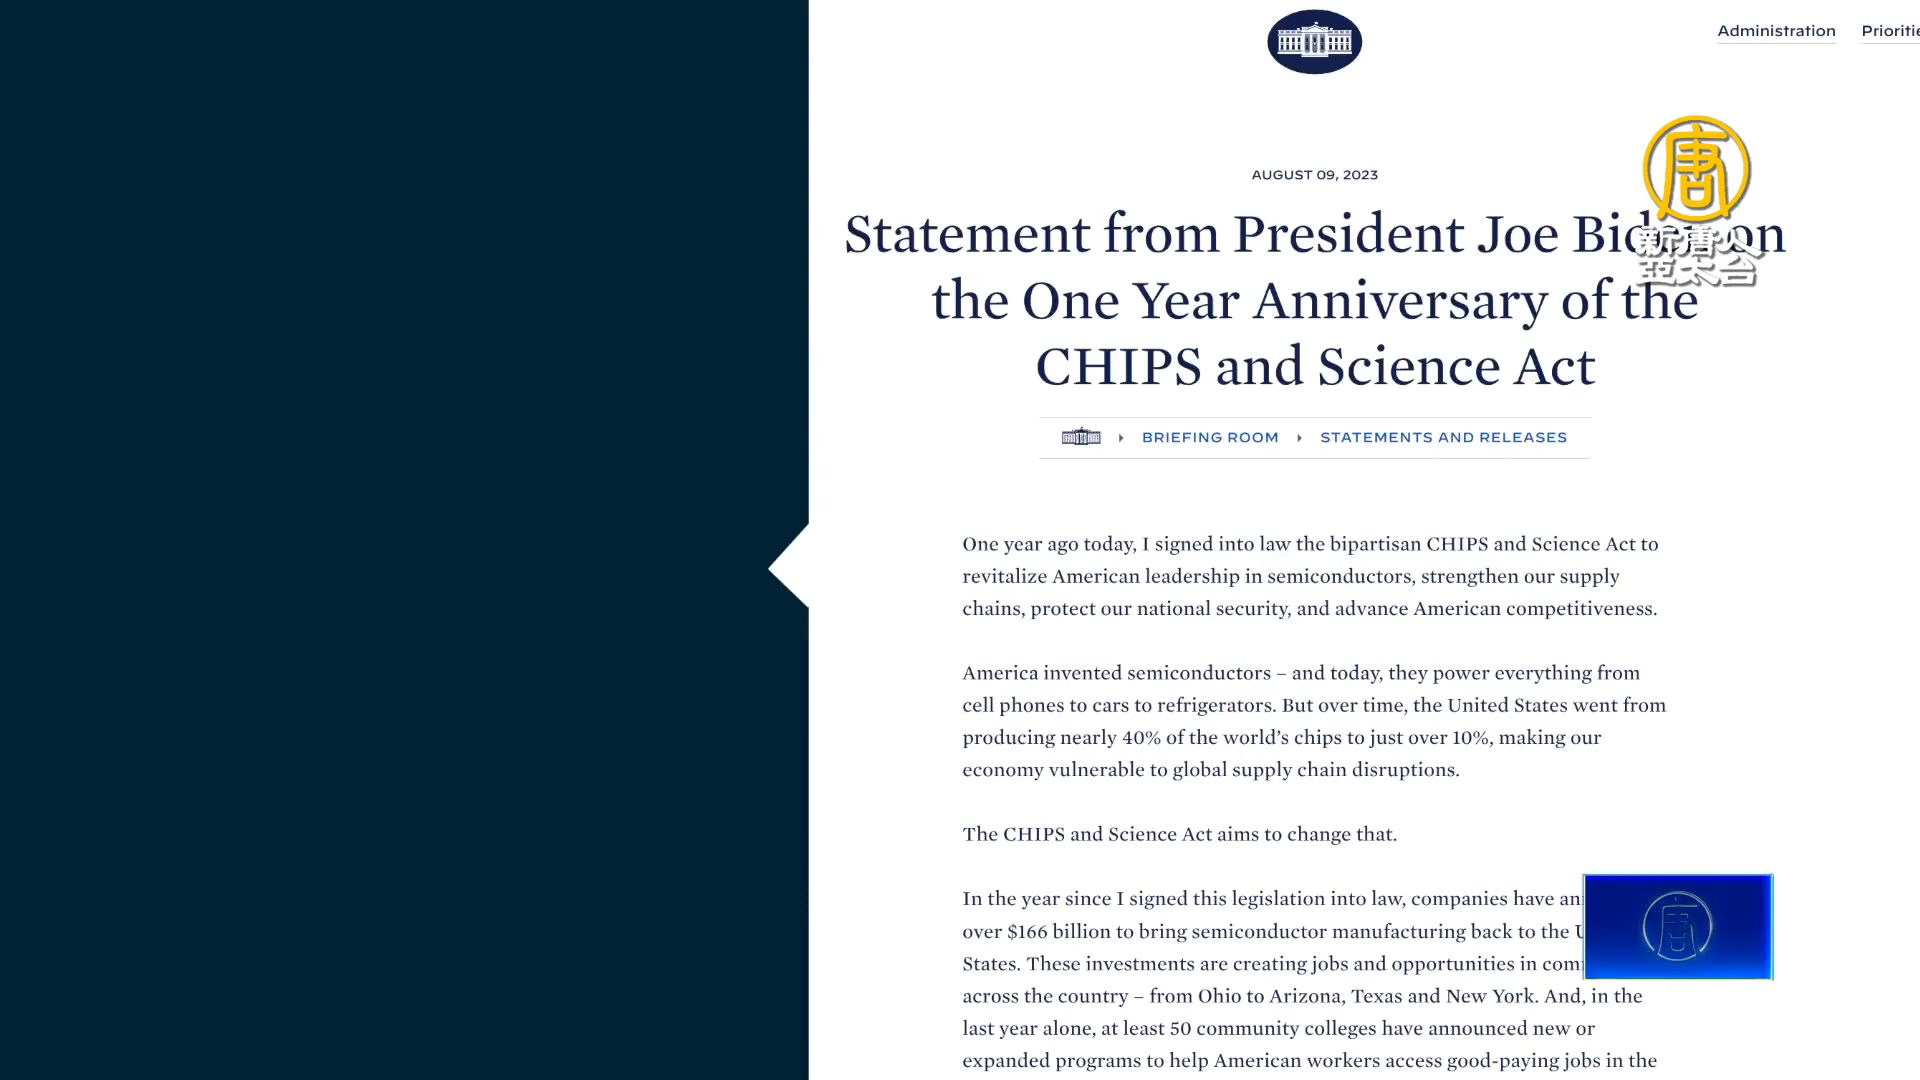 Administration
唐
AUGUST 09, 2023
Statement from President Joe Biden on
新唐人
亞太台
the One Year Anniversary of the
CHIPS and Science Act
BRIEFING ROOM
STATEMENTS AND RELEASES
One year ago today, I signed into law the bipartisan CHIPS and Science Act to
revitalize American leadership in semiconductors, strengthen our supply
chains, protect our national security, and advance American competitiveness.
America invented semiconductors – and today, they power everything from
cell phones to cars to refrigerators. But over time, the United States went from
producing nearly 40% of the world’s chips to just over 10%, making our
economy vulnerable to global supply chain disruptions.
The CHIPS and Science Act aims to change that.
In the year since I signed this legislation into law, companies have
over $166 billion to bring semiconductor manufacturing back to the
States. These investments are creating jobs and opportunities in
across the country – from Ohio to Arizona, Texas and New York. And, in the
last year alone, at least 50 community colleges have announced new or
expanded programs to help American workers access good-paying jobs in the
唐